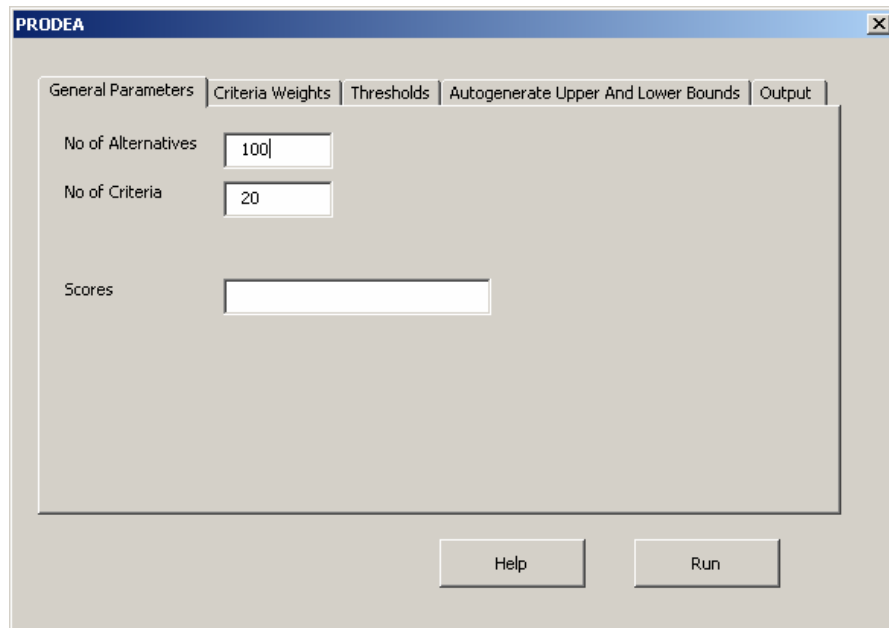 PRODEA
General Parameters Criteria Weights Thresholds Autogenerate Upper And Lower Bounds Output
No of Alternatives 100
No of Criteria 20
Scores
Help Run